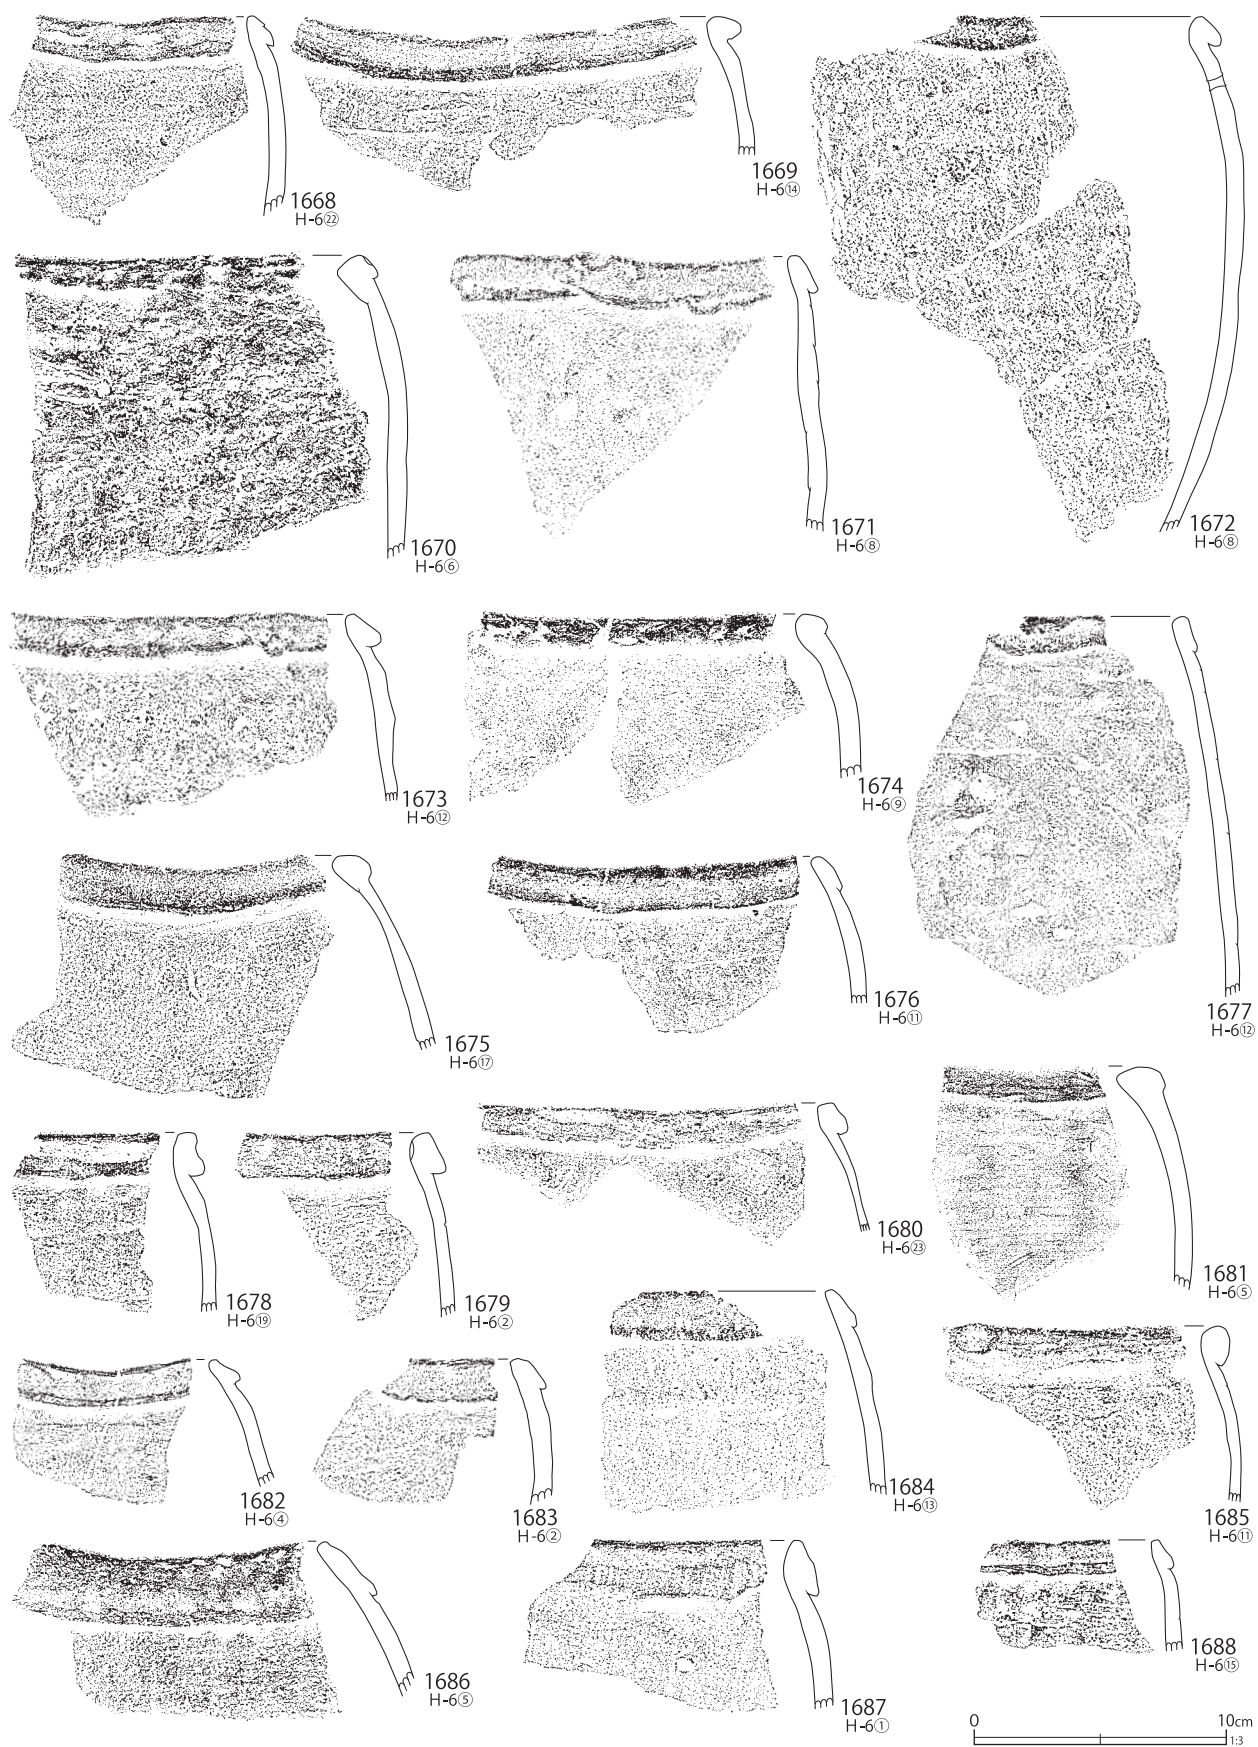 1668
H-6㉒
1669
H-6⑭
1670
H-6⑥
1671
H-6⑧
1672
H-6⑧
1673
H-6⑫
1674
H-6⑨
1675
H-6⑰
1676
H-6⑪
1677
H-6⑫
1678
H-6⑲
1679
H-6②
1680
H-6㉓
1681
H-6⑤
1682
H-6④
1683
H-6②
1684
H-6⑬
1685
H-6⑪
1686
H-6⑤
1687
H-6①
1688
H-6⑮
0 10cm
1:3